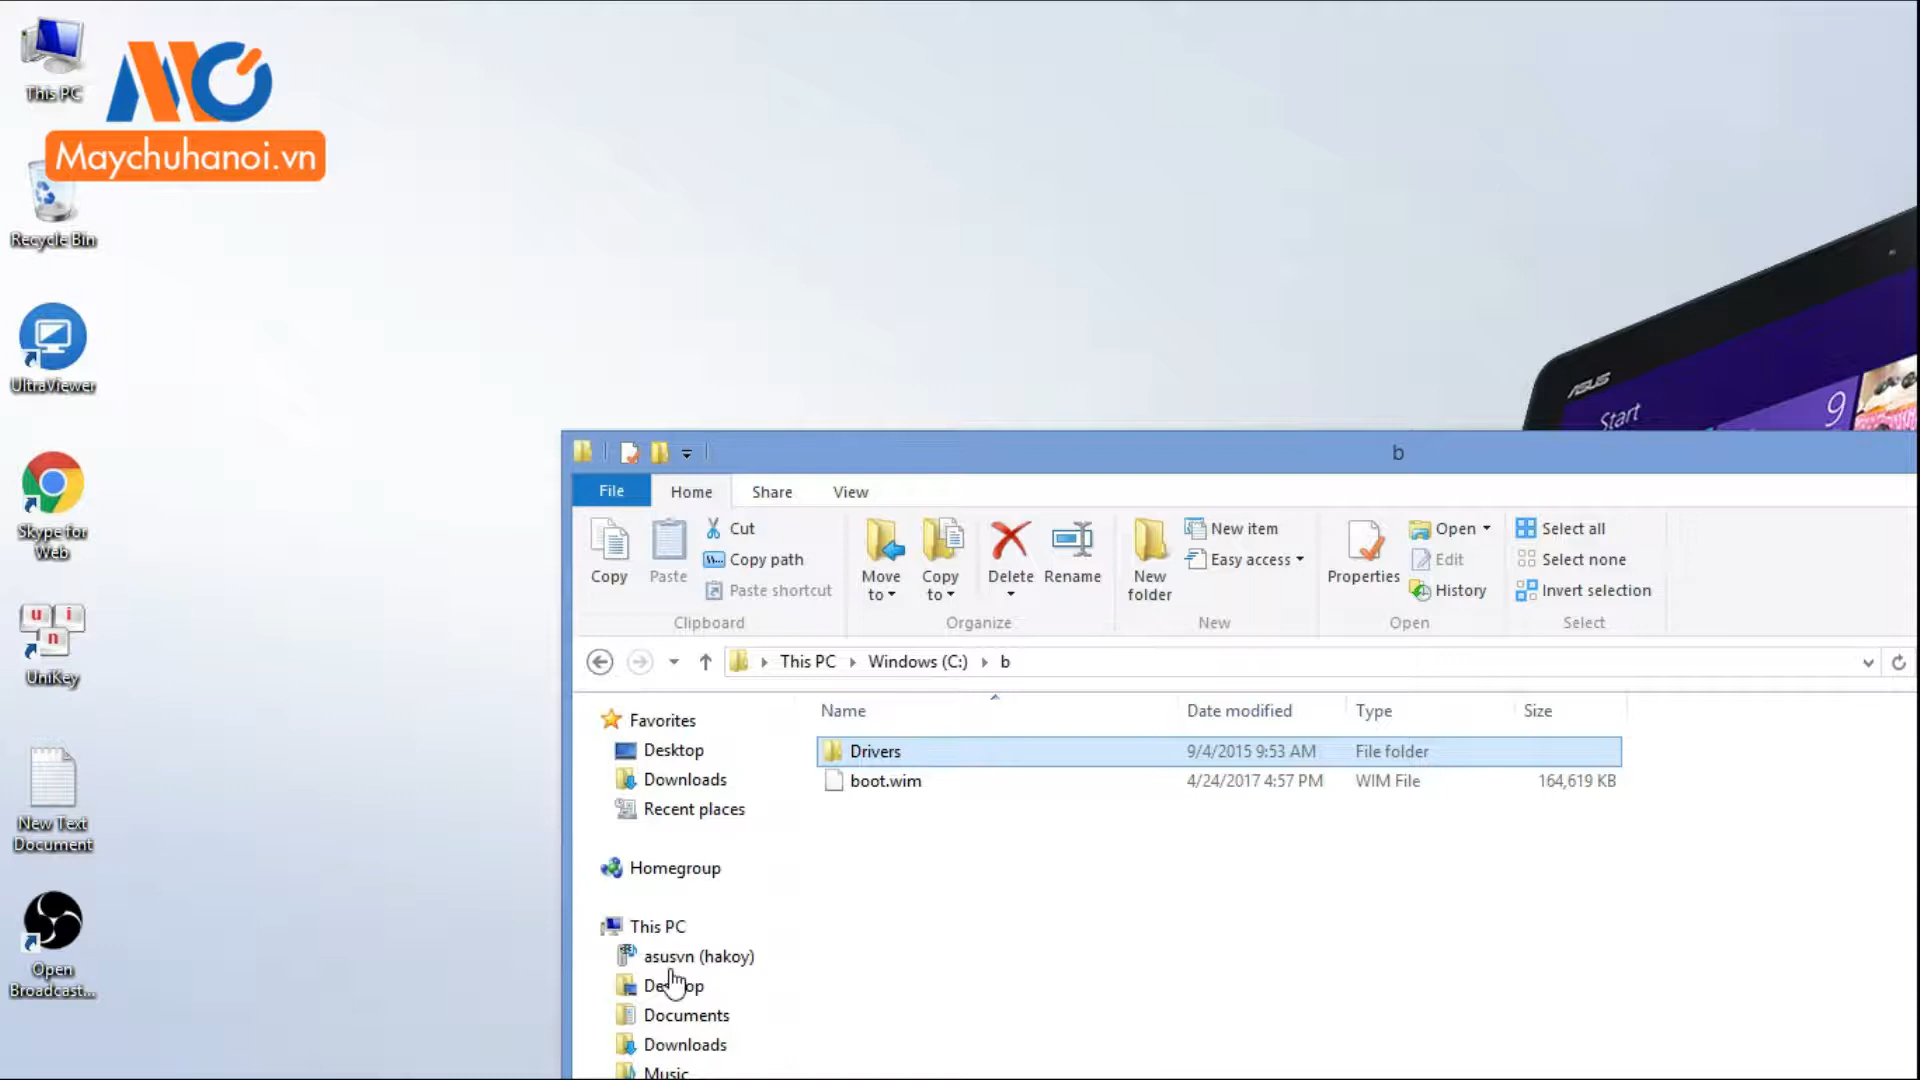 This PC
Maychuhanoi.vn
Recycle Bin
UltraViewer
Skype for
Web
u i
n
UniKey
New Text
Document
Open
Broadcast...
ASUS
Start
9
b
File
Home
Share
View
Copy
Paste
Cut
Copy path
Paste shortcut
Move
to
Copy
to
Delete
Rename
New
folder
New item
Easy access
Properties
Open
Edit
History
Select all
Select none
Invert selection
Clipboard
Organize
New
Open
Select
This PC
Windows (C:)
b
Name
Date modified
Type
Size
Favorites
Desktop
Downloads
Recent places
Homegroup
This PC
asusvn (hakoy)
Desktop
Documents
Downloads
Music
Drivers
9/4/2015 9:53 AM
File folder
boot.wim
4/24/2017 4:57 PM
WIM File
164,619 KB